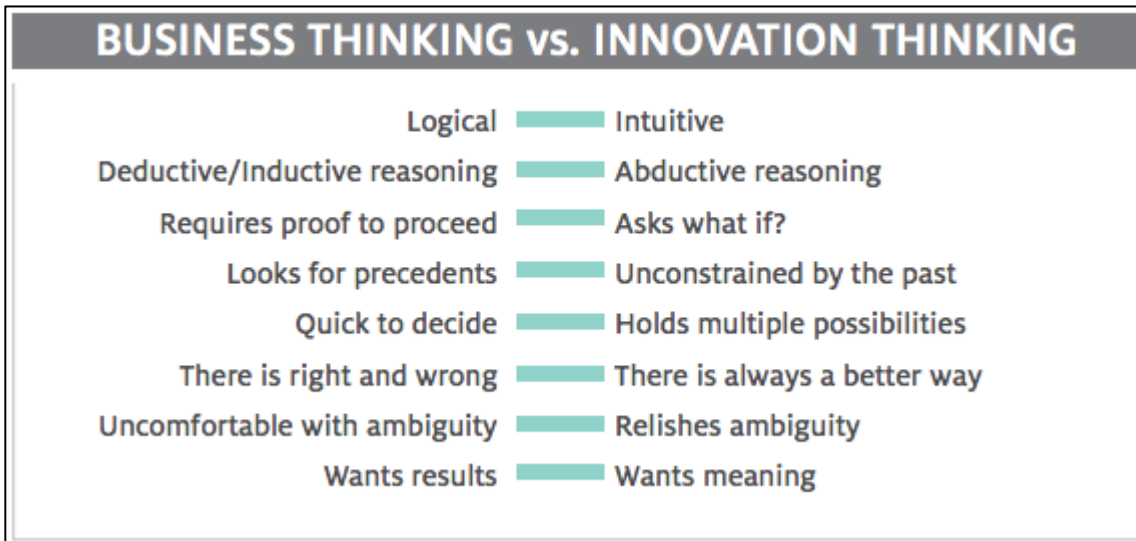 BUSINESS THINKING vs. INNOVATION THINKING
Logical Intuitive
Deductive/Inductive reasoning Abductive reasoning
Requires proof to proceed Asks what if?
Looks for precedents Unconstrained by the past
Quick to decide Holds multiple possibilities
There is right and wrong There is always a better way
Uncomfortable with ambiguity Relishes ambiguity
Wants results Wants meaning